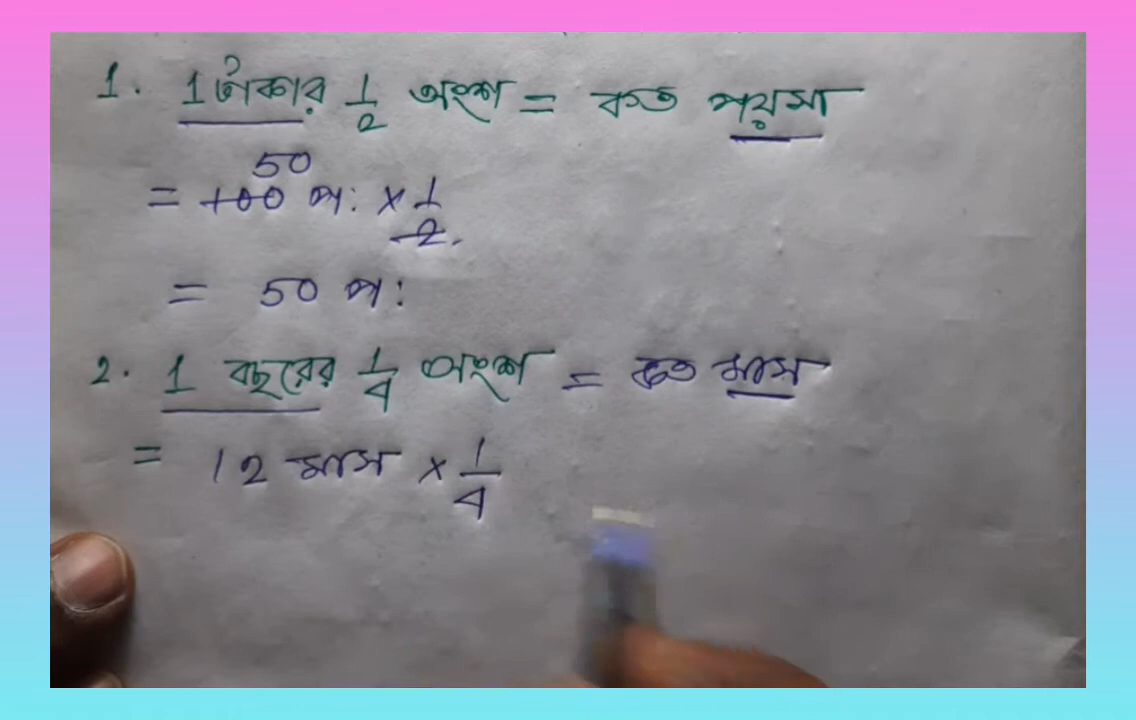 1. 1 টাকার 1/2 অংশ = কত পয়সা
50
= 100 প: × 1/2.
= 50 প:
2. 1 বছরের 1/4 অংশ = কত মাস
= 12 মাস × 1/4